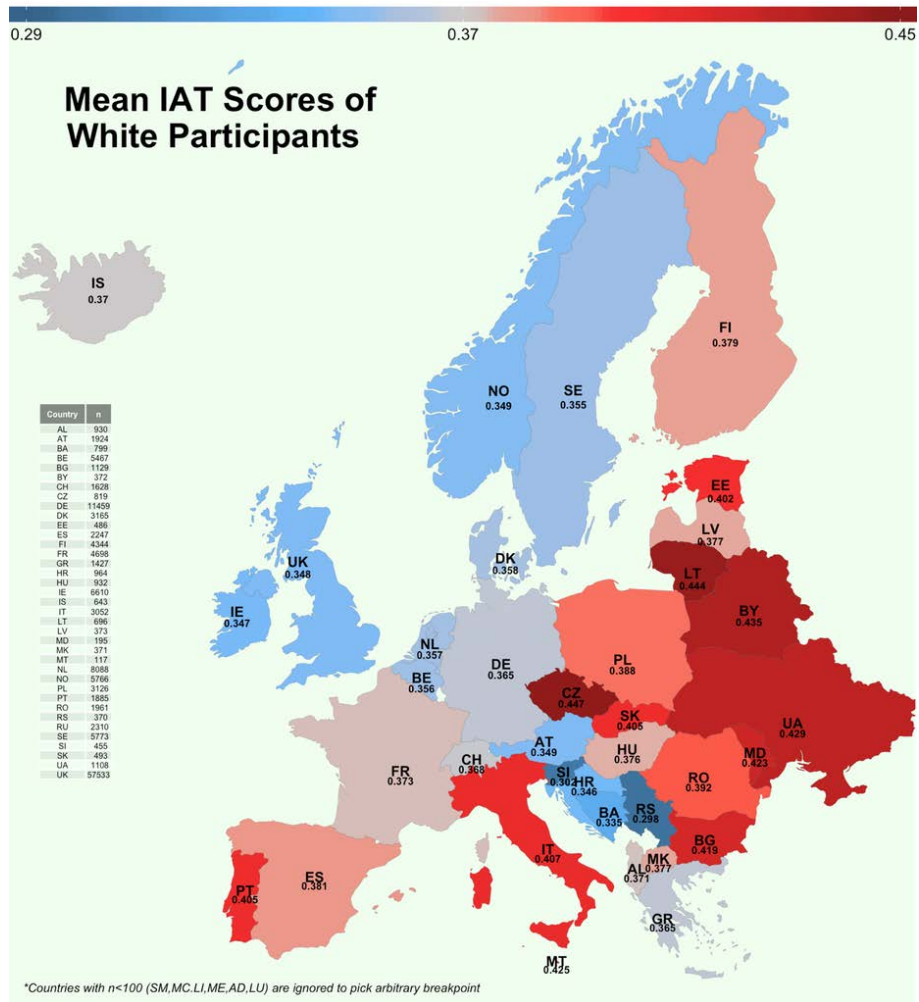 0.29 0.37 0.45
Mean IAT Scores of
White Participants
IS
0.37
FI
0.379
NO
0.349
SE
0.355
Country n
AL 930
AT 1924
BA 799
BE 5467
BG 1129
BY 372
CH 1628
CZ 819
DE 11459
DK 3165
EE 486
ES 2247
FI 4344
FR 4698
GR 1427
HR 964
HU 932
IE 6610
IS 643
IT 3052
LT 696
LV 373
MD 195
MK 371
MT 117
NL 8088
NO 5766
PL 3126
PT 1885
RO 1961
RS 370
RU 2310
SE 5773
SI 455
SK 493
UA 1108
UK 57533
EE
0.402
LV
0.377
DK
0.358
UK
0.348
LT
0.444
IE
0.347
BY
0.435
NL
0.357
DE
0.365
PL
0.388
BE
0.356
CZ
0.447
SK
0.405
UA
0.429
AT
0.349
HU
0.376
MD
0.423
CH
0.368
FR
0.373
SI
0.302
HR
0.346
RO
0.392
BA
0.335
RS
0.298
BG
0.419
IT
0.407
MK
0.377
AL
0.371
ES
0.381
PT
0.405
GR
0.365
MT
0.425
*Countries with n<100 (SM,MC.LI,ME,AD,LU) are ignored to pick arbitrary breakpoint